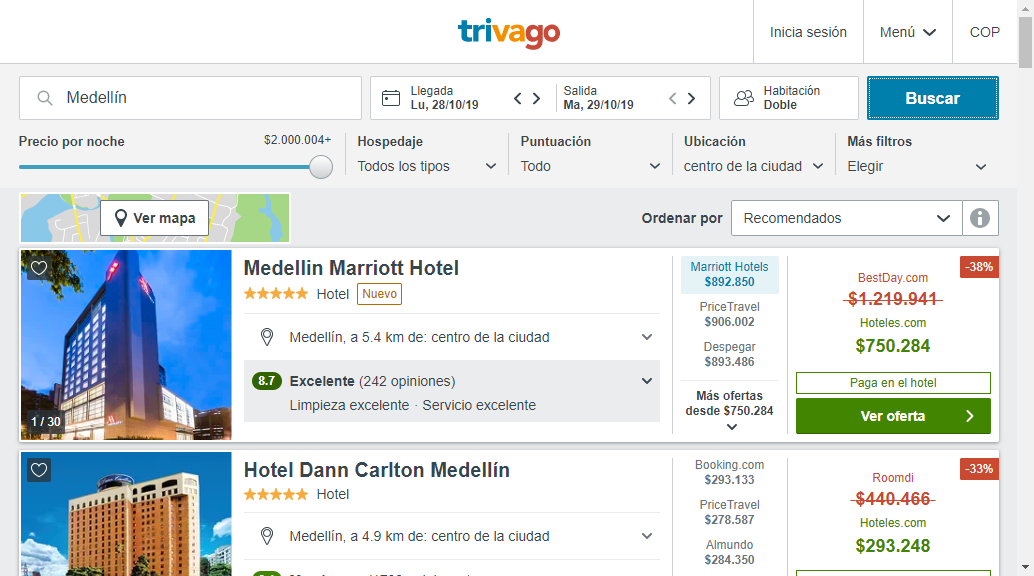 trivago
Inicia sesión
Menú
COP
Medellín
Llegada
Lu, 28/10/19
Salida
Ma, 29/10/19
Habitación
Doble
Buscar
Precio por noche
$2.000.004+
Hospedaje
Todos los tipos
Puntuación
Todo
Ubicación
centro de la ciudad
Más filtros
Elegir
Ver mapa
Ordenar por
Recomendados
1 / 30
Medellin Marriott Hotel
Hotel
Nuevo
Medellín, a 5.4 km de: centro de la ciudad
8.7 Excelente (242 opiniones)
Limpieza excelente · Servicio excelente
Marriott Hotels
$892.850
PriceTravel
$906.002
Despegar
$893.486
Más ofertas
desde $750.284
-38%
BestDay.com
$1.219.941
Hoteles.com
$750.284
Paga en el hotel
Ver oferta
Hotel Dann Carlton Medellín
Hotel
Medellín, a 4.9 km de: centro de la ciudad
Booking.com
$293.133
PriceTravel
$278.587
Almundo
$284.350
-33%
Roomdi
$440.466
Hoteles.com
$293.248